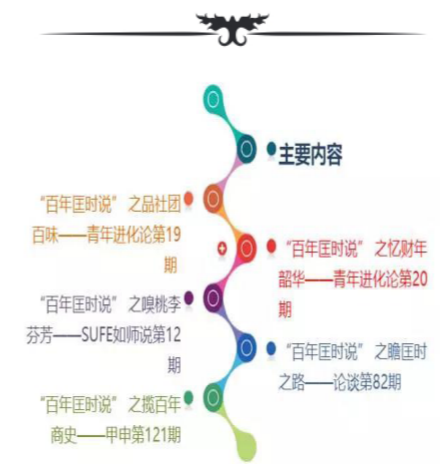 主要内容
“百年匡时说” 之品社团
百味——青年进化论第19
期
“百年匡时说” 之忆财年
韶华——青年进化论第20
期
“百年匡时说” 之嗅桃李
芬芳——SUFE如师说第12
期
“百年匡时说” 之瞻匡时
之路——论谈第82期
“百年匡时说” 之揽百年
商史——甲申第121期